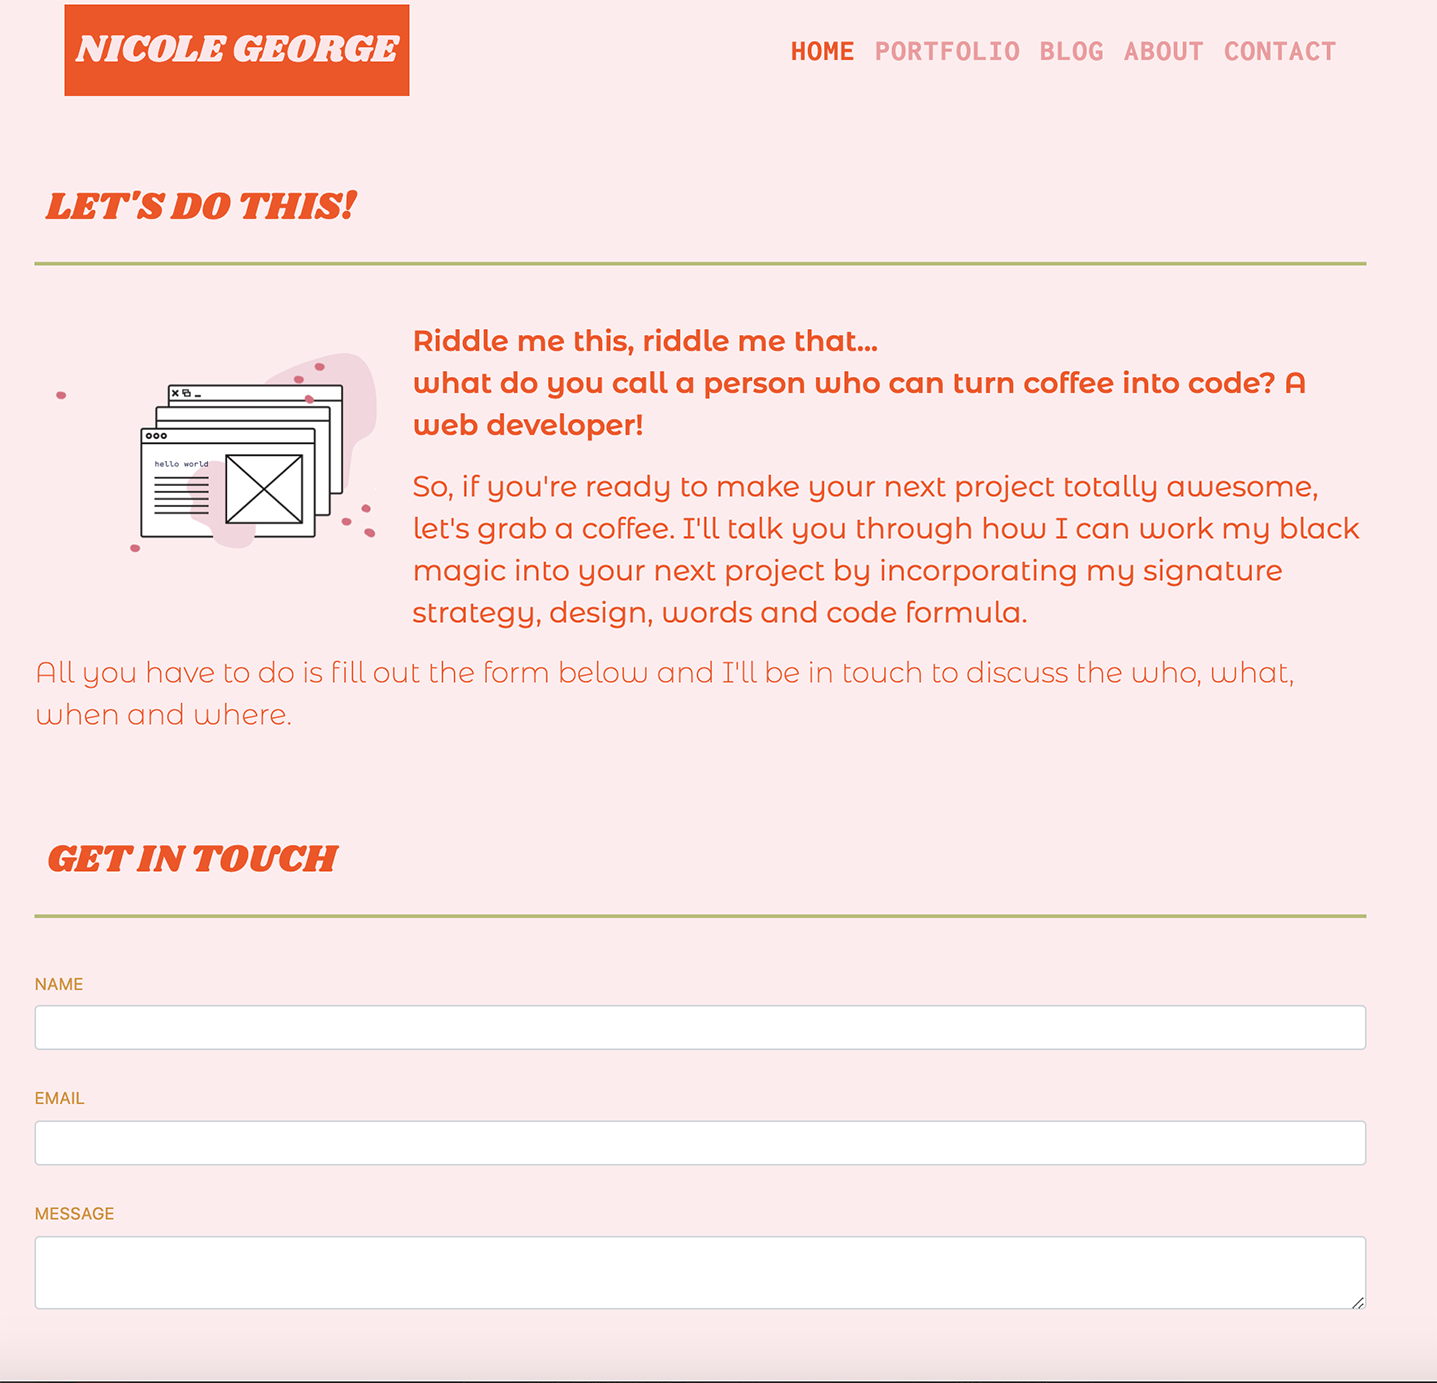 NICOLE GEORGE
HOME PORTFOLIO BLOG ABOUT CONTACT
LET'S DO THIS!
hello world
Riddle me this, riddle me that...
what do you call a person who can turn coffee into code? A
web developer!
So, if you're ready to make your next project totally awesome,
let's grab a coffee. I'll talk you through how I can work my black
magic into your next project by incorporating my signature
strategy, design, words and code formula.
All you have to do is fill out the form below and I'll be in touch to discuss the who, what,
when and where.
GET IN TOUCH
NAME
EMAIL
MESSAGE